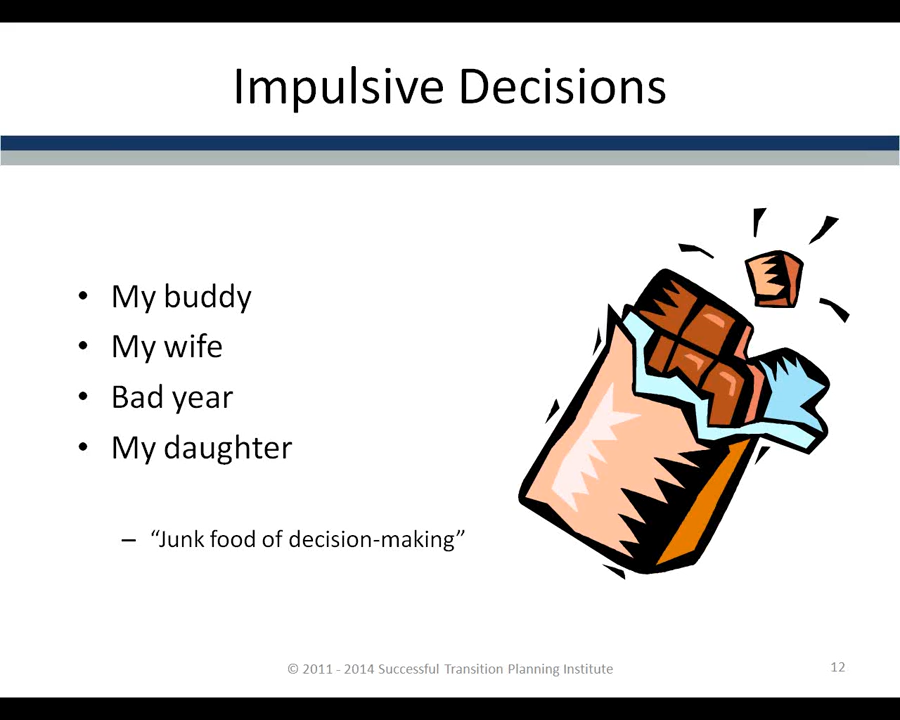 Impulsive Decisions
• My buddy
• My wife
• Bad year
• My daughter
– “Junk food of decision-making”
© 2011 - 2014 Successful Transition Planning Institute
12